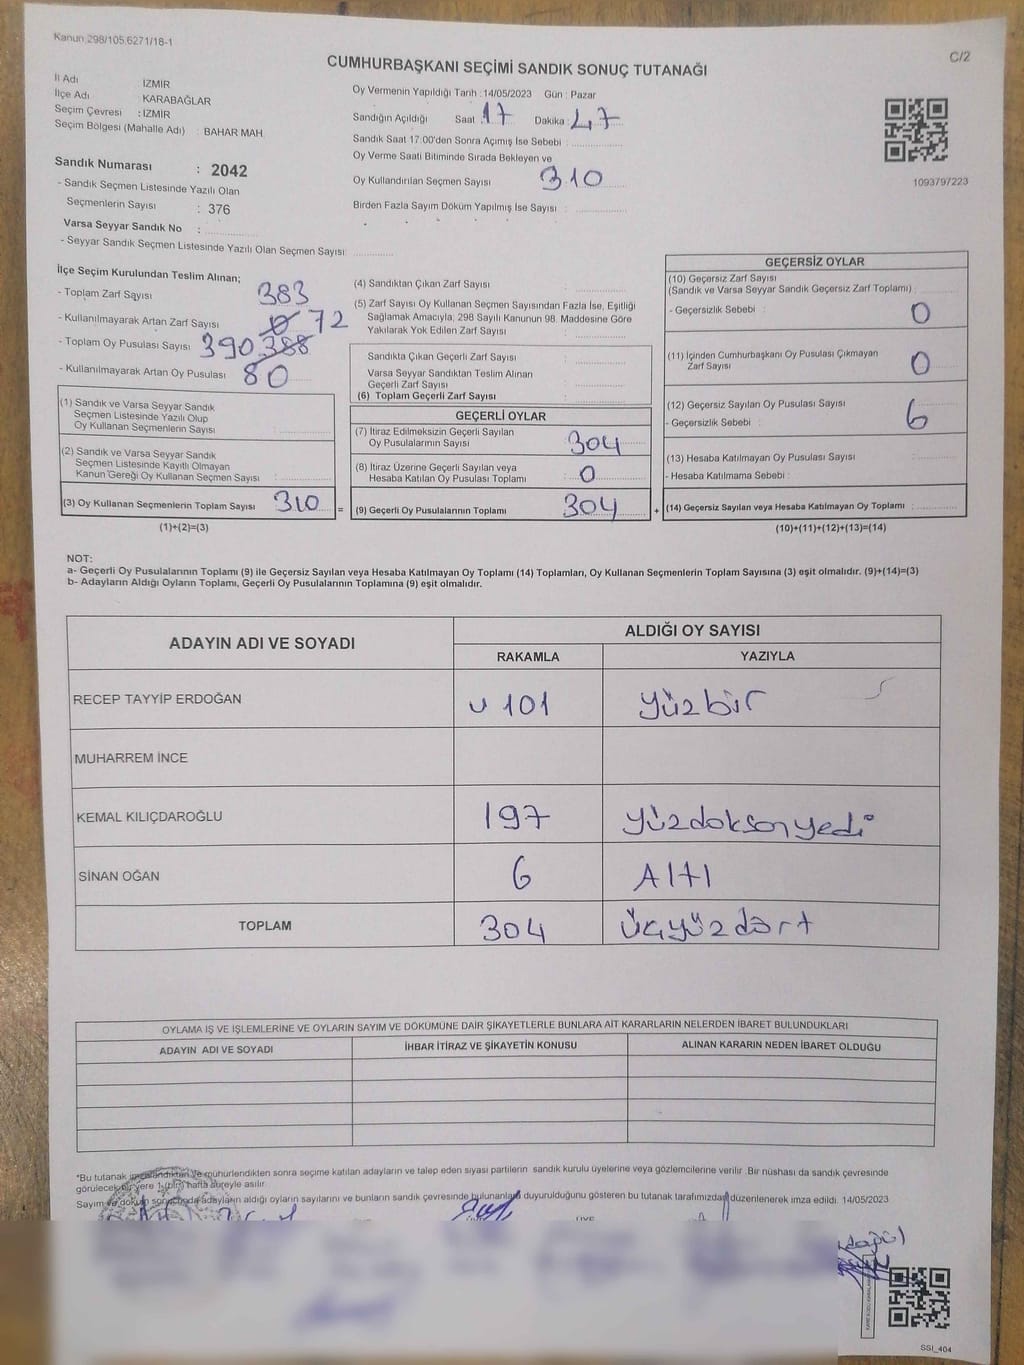 Kanun 298/105.6271/18-1
C/2
CUMHURBAŞKANI SEÇİMİ SANDIK SONUÇ TUTANAĞI
İl Adı İZMİR
İlçe Adı : KARABAĞLAR
Seçim Çevresi : İZMİR
Seçim Bölgesi (Mahalle Adı) : BAHAR MAH
Sandık Numarası : 2042
- Sandık Seçmen Listesinde Yazılı Olan
Seçmenlerin Sayısı : 376
Varsa Seyyar Sandık No :
- Seyyar Sandık Seçmen Listesinde Yazılı Olan Seçmen Sayısı:
Oy Vermenin Yapıldığı Tarih :14/05/2023 Gün : Pazar
Sandığın Açıldığı Saat : 17 Dakika : 47
Sandık Saat 17:00'den Sonra Açımış İse Sebebi :
Oy Verme Saati Bitiminde Sırada Bekleyen ve
Oy Kullandırılan Seçmen Sayısı 310
Birden Fazla Sayım Döküm Yapılmış İse Sayısı :
1093797223
İlçe Seçim Kurulundan Teslim Alınan;
- Toplam Zarf Sayısı 383
- Kullanılmayarak Artan Zarf Sayısı 0 72
- Toplam Oy Pusulası Sayısı 390 388
- Kullanılmayarak Artan Oy Pusulası 80
(1) Sandık ve Varsa Seyyar Sandık
Seçmen Listesinde Yazılı Olup
Oy Kullanan Seçmenlerin Sayısı :
(2) Sandık ve Varsa Seyyar Sandık
Seçmen Listesinde Kayıtlı Olmayan
Kanun Gereği Oy Kullanan Seçmen Sayısı :
(3) Oy Kullanan Seçmenlerin Toplam Sayısı 310 =
(1)+(2)=(3)
(4) Sandıktan Çıkan Zarf Sayısı :
(5) Zarf Sayısı Oy Kullanan Seçmen Sayısından Fazla İse, Eşitliği
Sağlamak Amacıyla, 298 Sayılı Kanunun 98. Maddesine Göre
Yakılarak Yok Edilen Zarf Sayısı :
Sandıkta Çıkan Geçerli Zarf Sayısı :
Varsa Seyyar Sandıktan Teslim Alınan
Geçerli Zarf Sayısı :
(6) Toplam Geçerli Zarf Sayısı :
GEÇERLİ OYLAR
(7) İtiraz Edilmeksizin Geçerli Sayılan
Oy Pusulalarının Sayısı 304
(8) İtiraz Üzerine Geçerli Sayılan veya
Hesaba Katılan Oy Pusulası Toplamı 0
(9) Geçerli Oy Pusulalarının Toplamı 304 +
GEÇERSİZ OYLAR
(10) Geçersiz Zarf Sayısı
(Sandık ve Varsa Seyyar Sandık Geçersiz Zarf Toplamı) :
- Geçersizlik Sebebi : 0
(11) İçinden Cumhurbaşkanı Oy Pusulası Çıkmayan
Zarf Sayısı : 0
(12) Geçersiz Sayılan Oy Pusulası Sayısı :
- Geçersizlik Sebebi : 6
(13) Hesaba Katılmayan Oy Pusulası Sayısı :
- Hesaba Katılmama Sebebi :
(14) Geçersiz Sayılan veya Hesaba Katılmayan Oy Toplamı :
(10)+(11)+(12)+(13)=(14)
NOT:
a- Geçerli Oy Pusulalarının Toplamı (9) ile Geçersiz Sayılan veya Hesaba Katılmayan Oy Toplamı (14) Toplamları, Oy Kullanan Seçmenlerin Toplam Sayısına (3) eşit olmalıdır. (9)+(14)=(3)
b- Adayların Aldığı Oyların Toplamı, Geçerli Oy Pusulalarının Toplamına (9) eşit olmalıdır.
ADAYIN ADI VE SOYADI ALDIĞI OY SAYISI
RAKAMLA YAZIYLA
RECEP TAYYİP ERDOĞAN 101 yüzbir
MUHARREM İNCE
KEMAL KILIÇDAROĞLU 197 yüzdoksanyedi
SİNAN OĞAN 6 Altı
TOPLAM 304 üçyüzdört
OYLAMA İŞ VE İŞLEMLERİNE VE OYLARIN SAYIM VE DÖKÜMÜNE DAİR ŞİKAYETLERLE BUNLARA AİT KARARLARIN NELERDEN İBARET BULUNDUKLARI
ADAYIN ADI VE SOYADI İHBAR İTİRAZ VE ŞİKAYETİN KONUSU ALINAN KARARIN NEDEN İBARET OLDUĞU
*Bu tutanak imzalandıktan ve mühürlendikten sonra seçime katılan adayların ve talep eden siyasi partilerin sandık kurulu üyelerine veya gözlemcilerine verilir. Bir nüshası da sandık çevresinde
görülecek bir yere 1 (bir) hafta süreyle asılır.
Sayım ve döküm sonucunda adayların aldığı oyların sayılarını ve bunların sandık çevresinde bulunanlara duyurulduğunu gösteren bu tutanak tarafımızdan düzenlenerek imza edildi. 14/05/2023
ÜYE
SSI_404